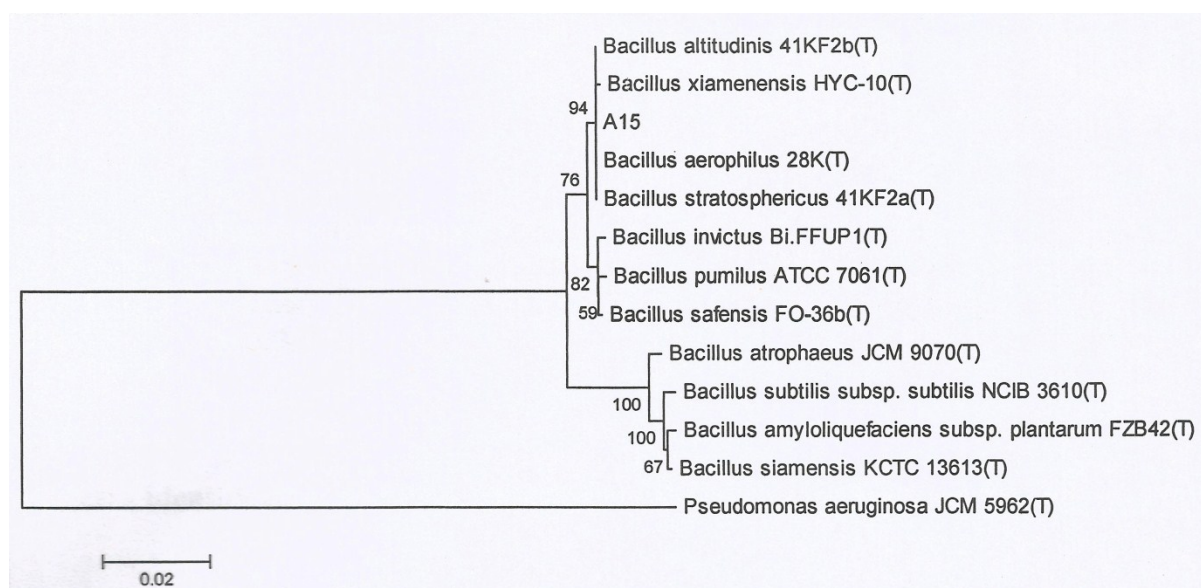 Bacillus altitudinis 41KF2b(T)
Bacillus xiamenensis HYC-10(T)
94
A15
Bacillus aerophilus 28K(T)
76
Bacillus stratosphericus 41KF2a(T)
Bacillus invictus Bi.FFUP1(T)
82
Bacillus pumilus ATCC 7061(T)
59
Bacillus safensis FO-36b(T)
Bacillus atrophaeus JCM 9070(T)
100
Bacillus subtilis subsp. subtilis NCIB 3610(T)
100
Bacillus amyloliquefaciens subsp. plantarum FZB42(T)
67
Bacillus siamensis KCTC 13613(T)
Pseudomonas aeruginosa JCM 5962(T)
0.02